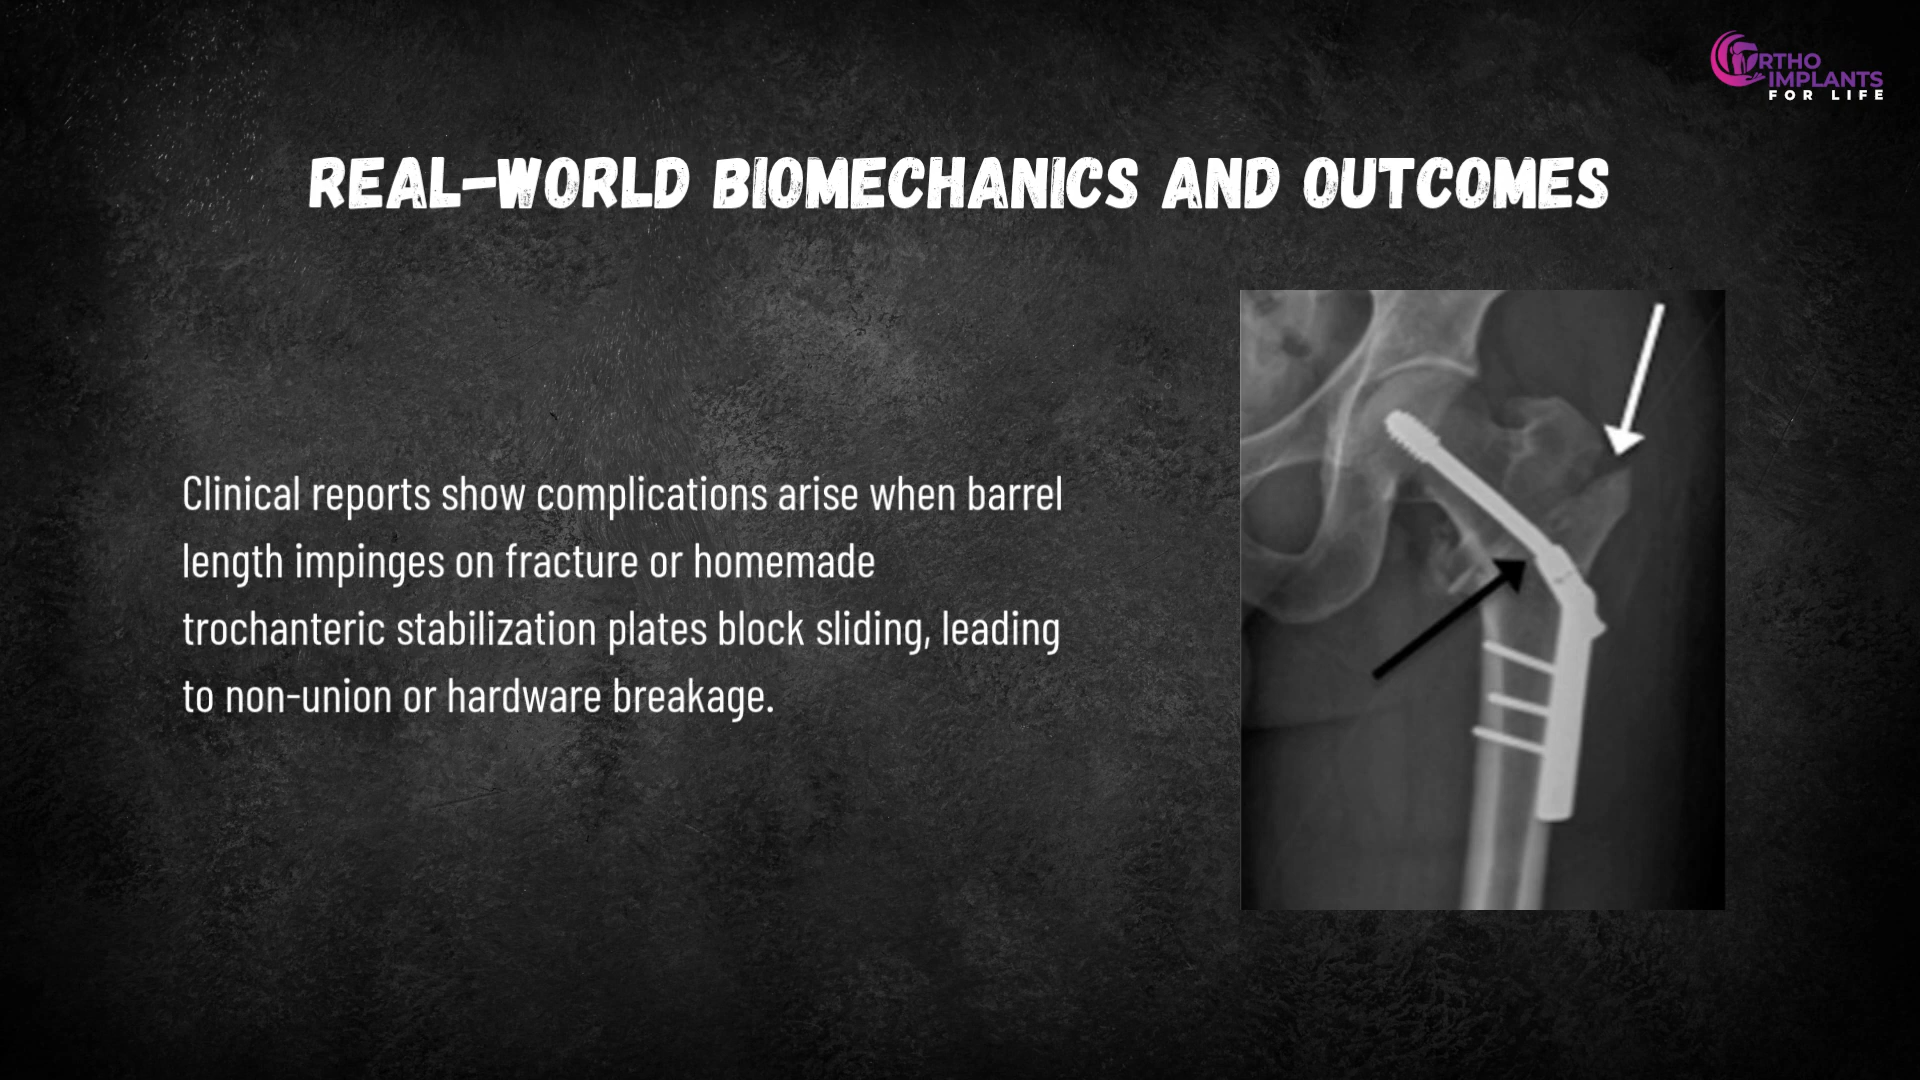 RTHO
IMPLANTS
FOR LIFE
REAL-WORLD BIOMECHANICS AND OUTCOMES
Clinical reports show complications arise when barrel
length impinges on fracture or homemade
trochanteric stabilization plates block sliding, leading
to non-union or hardware breakage.